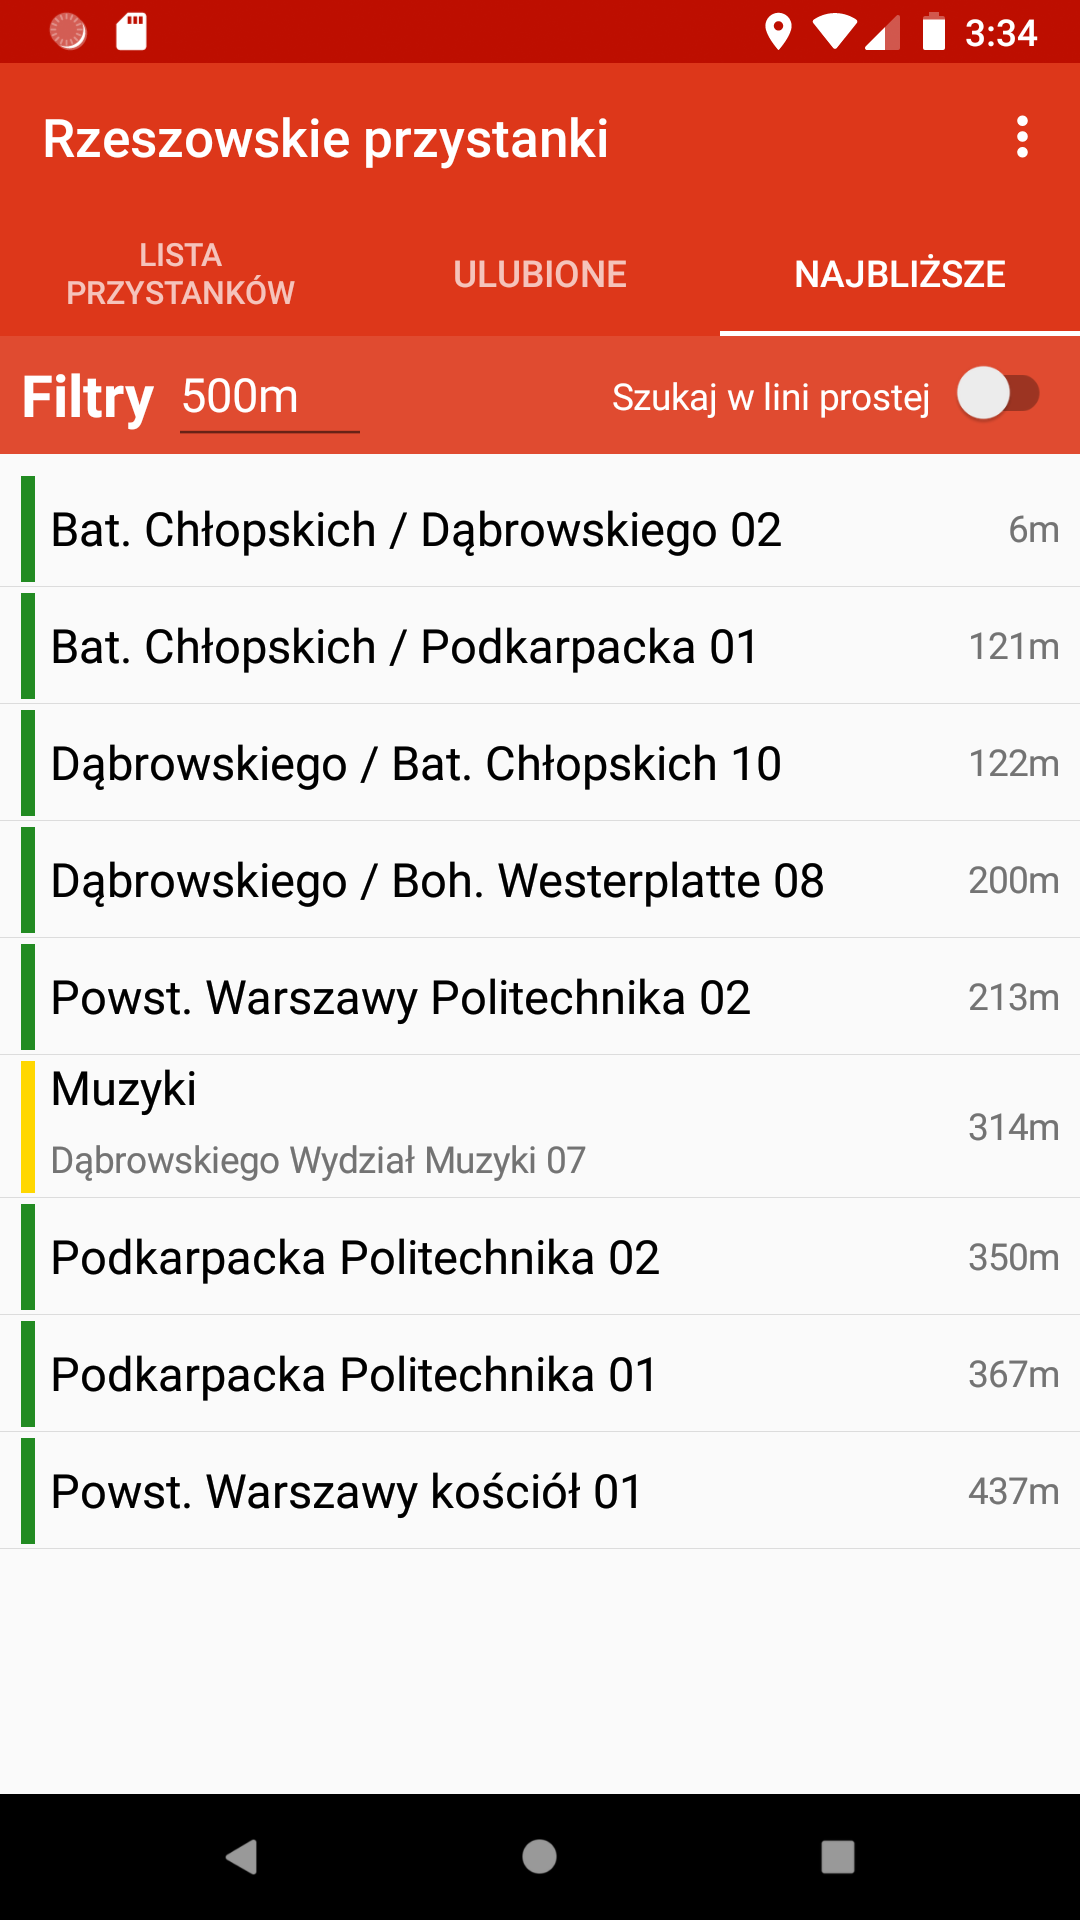 3:34
Rzeszowskie przystanki
LISTA
PRZYSTANKÓW
ULUBIONE
NAJBLIŻSZE
Filtry 500m Szukaj w lini prostej
Bat. Chłopskich / Dąbrowskiego 02 6m
Bat. Chłopskich / Podkarpacka 01 121m
Dąbrowskiego / Bat. Chłopskich 10 122m
Dąbrowskiego / Boh. Westerplatte 08 200m
Powst. Warszawy Politechnika 02 213m
Muzyki
Dąbrowskiego Wydział Muzyki 07
314m
Podkarpacka Politechnika 02 350m
Podkarpacka Politechnika 01 367m
Powst. Warszawy kościół 01 437m